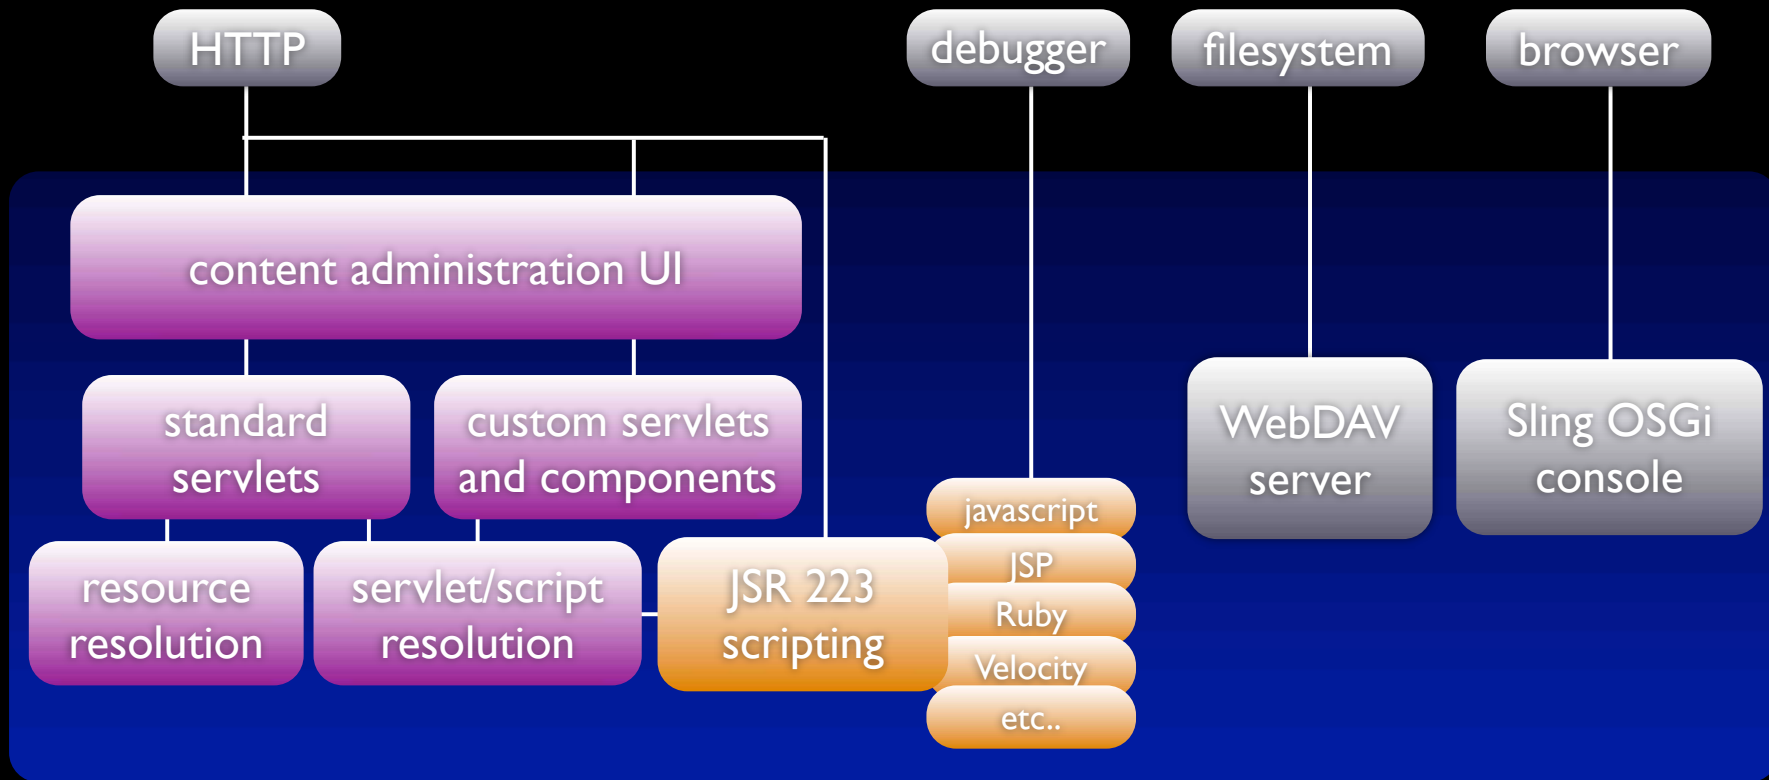 HTTP
debugger
filesystem
browser
content administration UI
standard
servlets
custom servlets
and components
WebDAV
server
Sling OSGi
console
resource
resolution
servlet/script
resolution
JSR 223
scripting
javascript
JSP
Ruby
Velocity
etc..